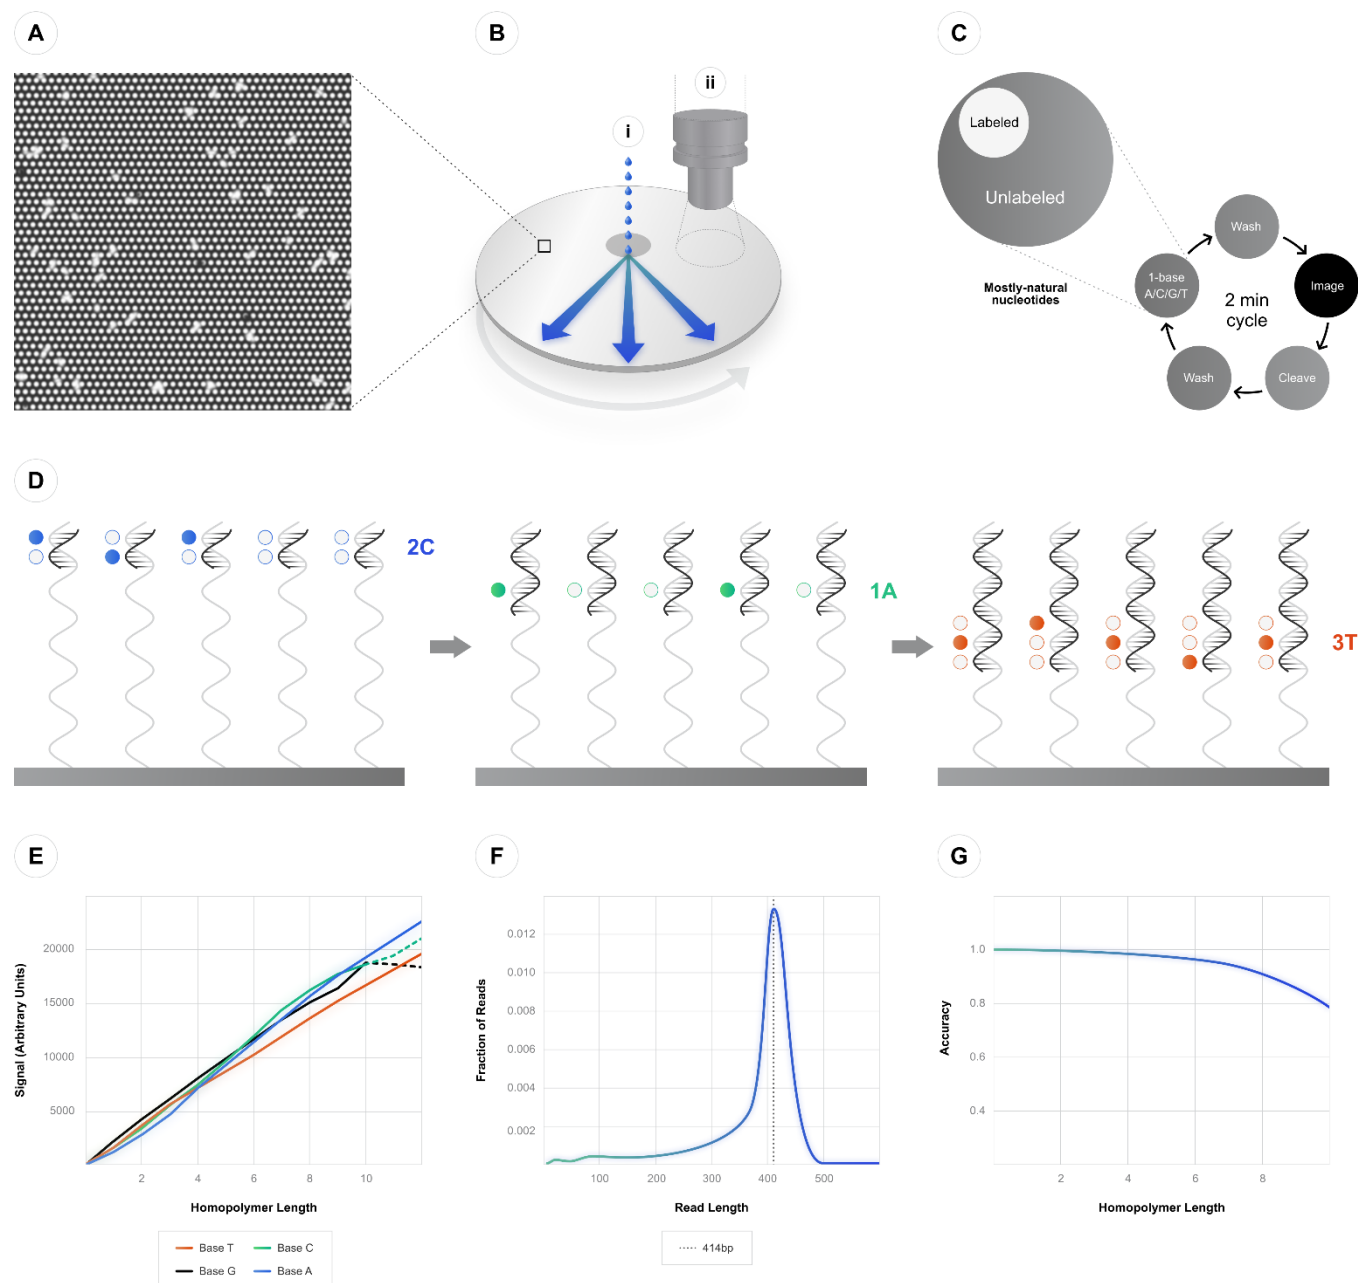 A
B
C
i
ii
Labeled
Unlabeled
Mostly-natural
nucleotides
Wash
1-base
A/C/G/T
Image
2 min
cycle
Wash
Cleave
D
2C
1A
3T
E
Signal (Arbitrary Units)
20000
15000
10000
5000
2
4
6
8
10
Homopolymer Length
Base T
Base C
Base G
Base A
F
Fraction of Reads
0.012
0.010
0.008
0.006
0.004
0.002
100
200
300
400
500
Read Length
414bp
G
Accuracy
1.0
0.8
0.6
0.4
2
4
6
8
Homopolymer Length